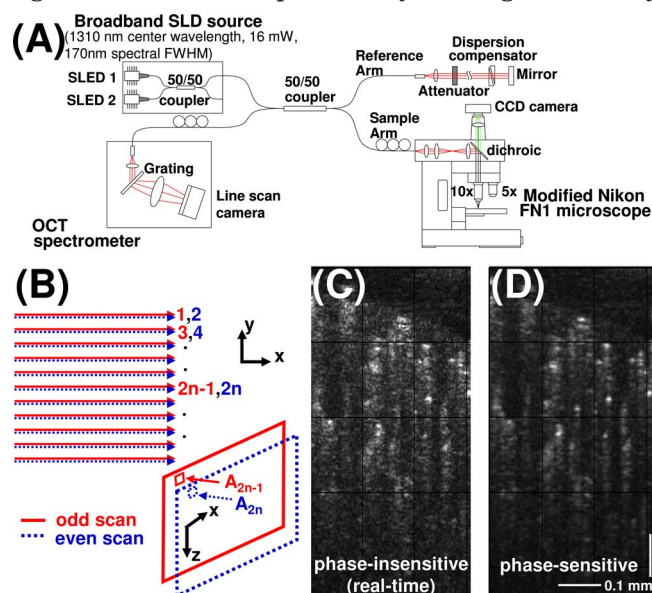 (A)
Broadband SLD source
(1310 nm center wavelength, 16 mW,
170nm spectral FWHM)
SLED 1
SLED 2
50/50
coupler
50/50
coupler
Reference
Arm
Dispersion
compensator
Mirror
Attenuator
CCD camera
Sample
Arm
dichroic
10x
5x
Modified Nikon
FN1 microscope
Grating
Line scan
camera
OCT
spectrometer
(B)
1,2
3,4
2n-1,2n
y
x
A2n-1
A2n
x
z
odd scan
even scan
(C)
phase-insensitive
(real-time)
(D)
phase-sensitive
0.1 mm